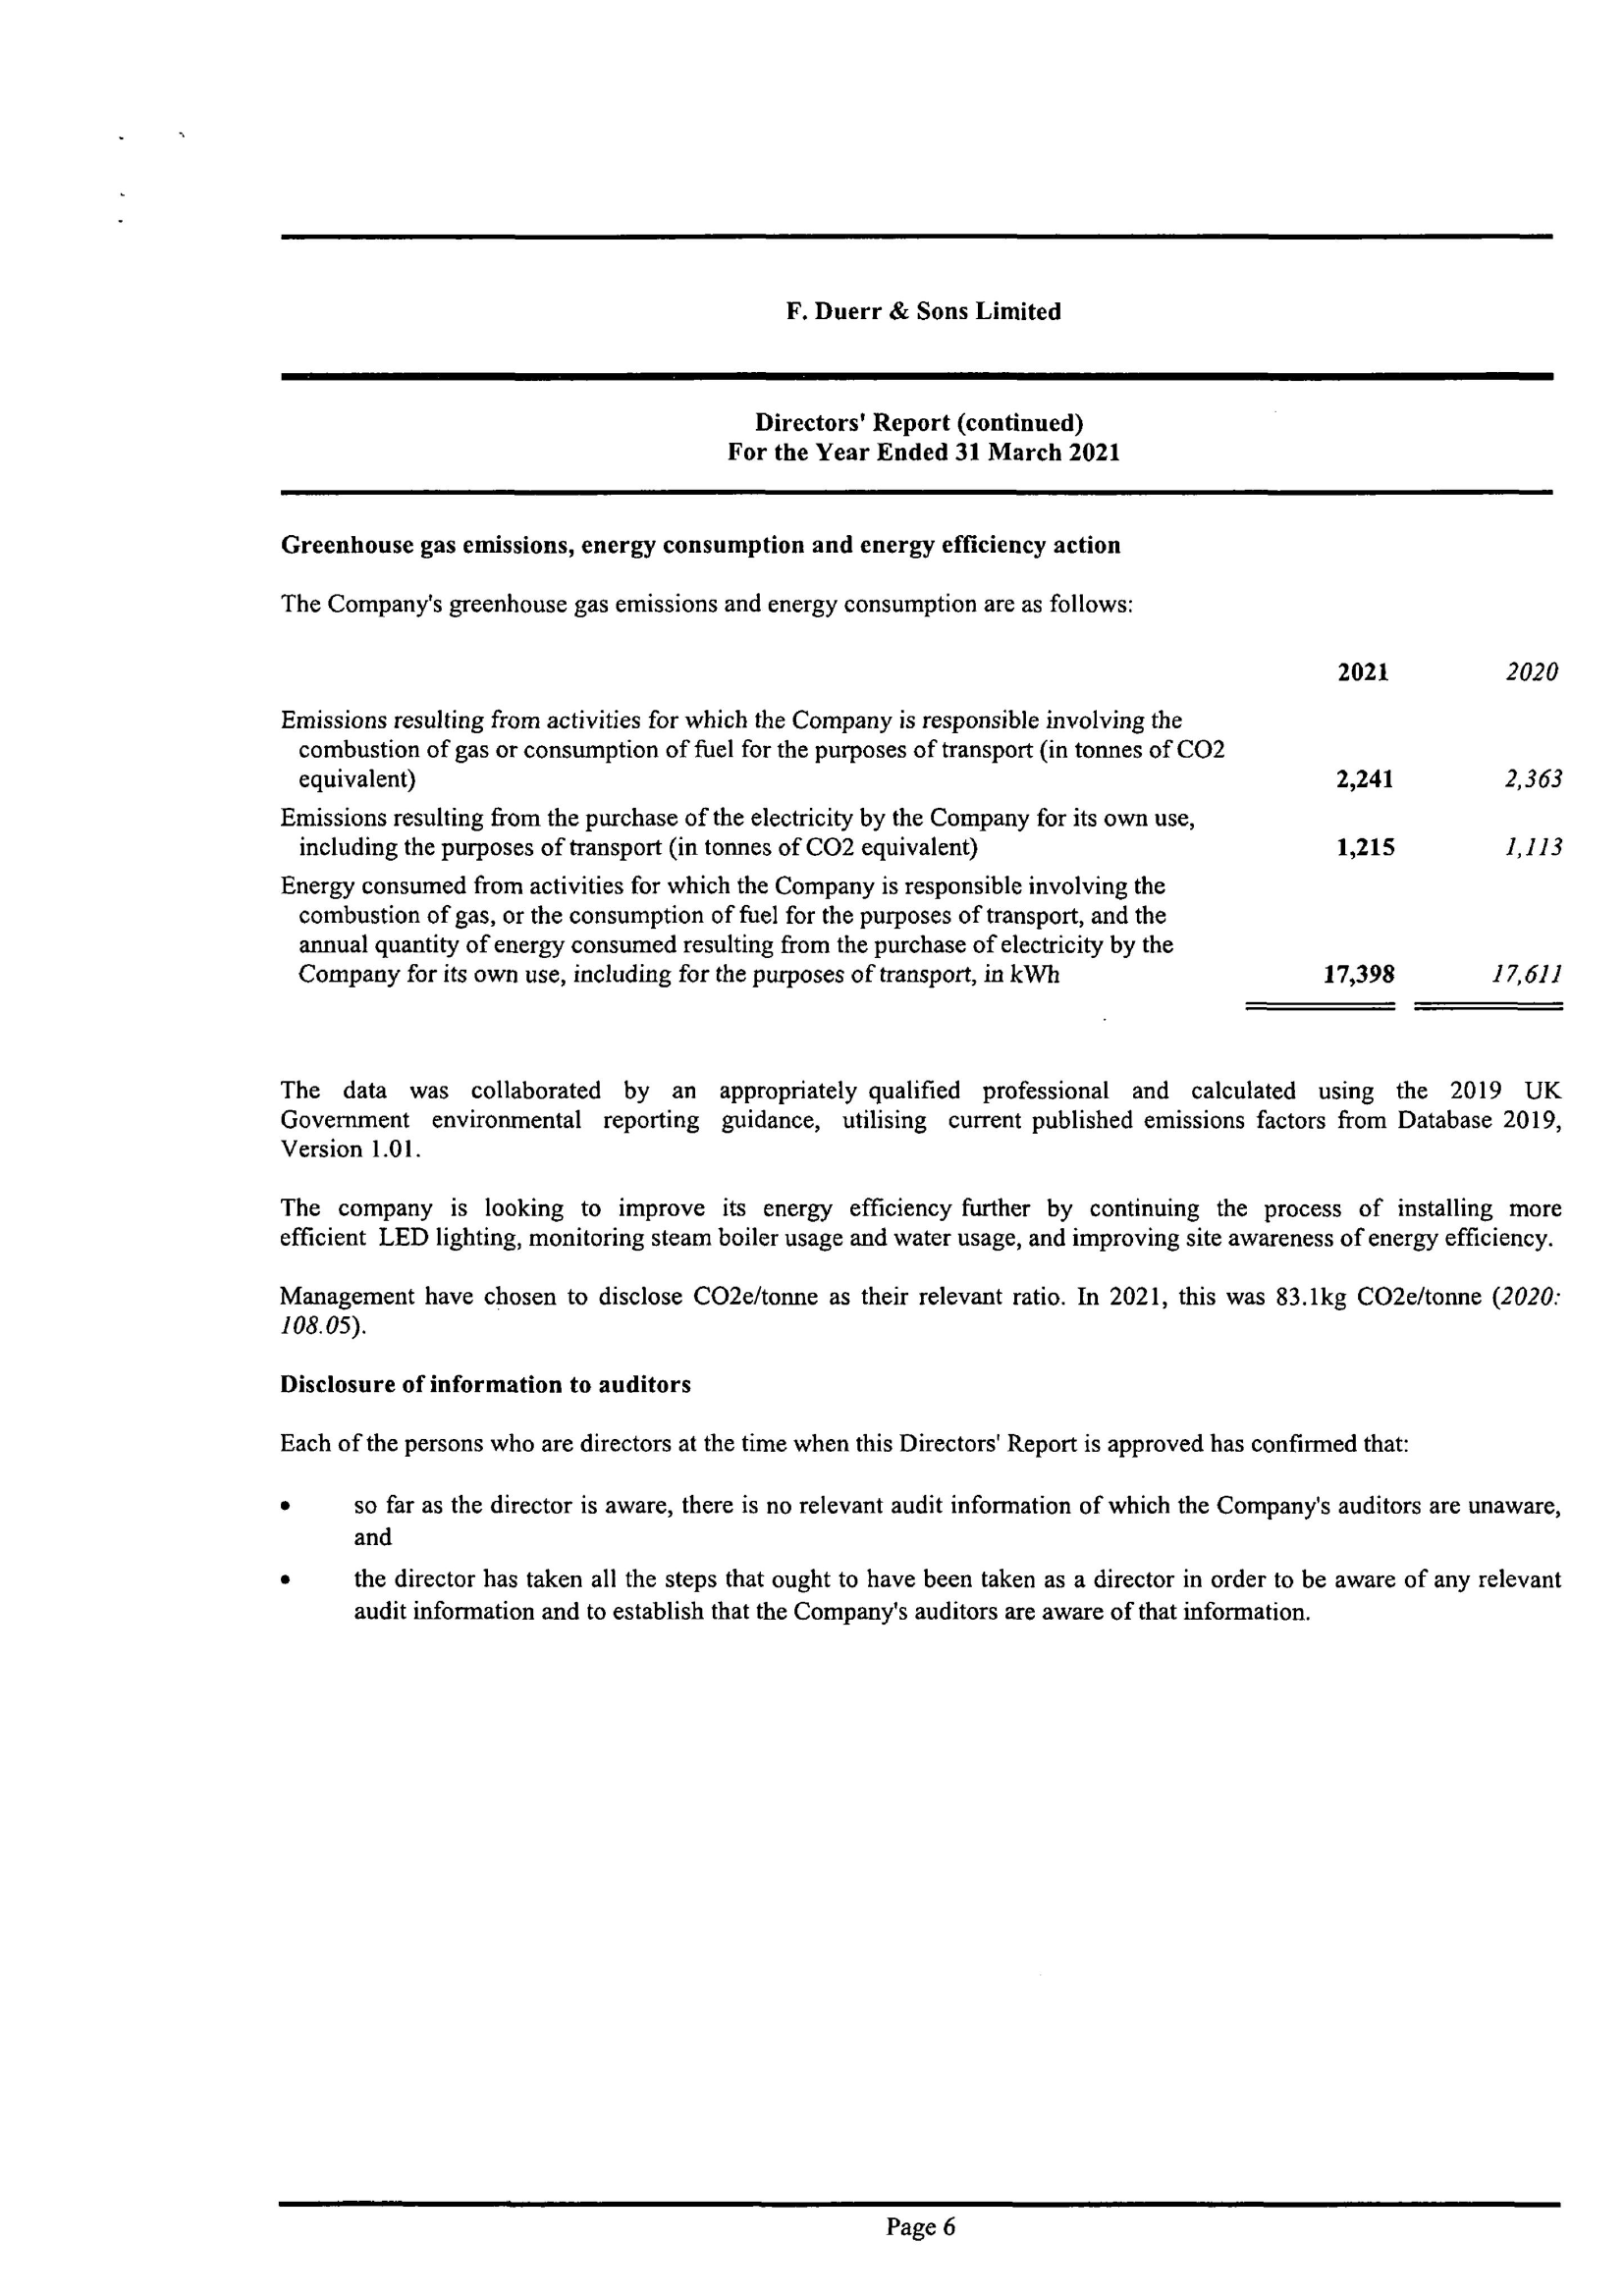 F. Duerr & Sons Limited
Directors' Report (continued)
For the Year Ended 31 March 2021
Greenhouse gas emissions, energy consumption and energy efficiency action
The Company's greenhouse gas emissions and energy consumption are as follows:
2021 2020
Emissions resulting from activities for which the Company is responsible involving the
combustion of gas or consumption of fuel for the purposes of transport (in tonnes of CO2
equivalent) 2,241 2,363
Emissions resulting from the purchase of the electricity by the Company for its own use,
including the purposes of transport (in tonnes of CO2 equivalent) 1,215 1,113
Energy consumed from activities for which the Company is responsible involving the
combustion of gas, or the consumption of fuel for the purposes of transport, and the
annual quantity of energy consumed resulting from the purchase of electricity by the
Company for its own use, including for the purposes of transport, in kWh 17,398 17,611
The data was collaborated by an appropriately qualified professional and calculated using the 2019 UK
Government environmental reporting guidance, utilising current published emissions factors from Database 2019,
Version 1.01.
The company is looking to improve its energy efficiency further by continuing the process of installing more
efficient LED lighting, monitoring steam boiler usage and water usage, and improving site awareness of energy efficiency.
Management have chosen to disclose CO2e/tonne as their relevant ratio. In 2021, this was 83.1kg CO2e/tonne (2020:
108.05).
Disclosure of information to auditors
Each of the persons who are directors at the time when this Directors' Report is approved has confirmed that:
• so far as the director is aware, there is no relevant audit information of which the Company's auditors are unaware,
and
• the director has taken all the steps that ought to have been taken as a director in order to be aware of any relevant
audit information and to establish that the Company's auditors are aware of that information.
Page 6